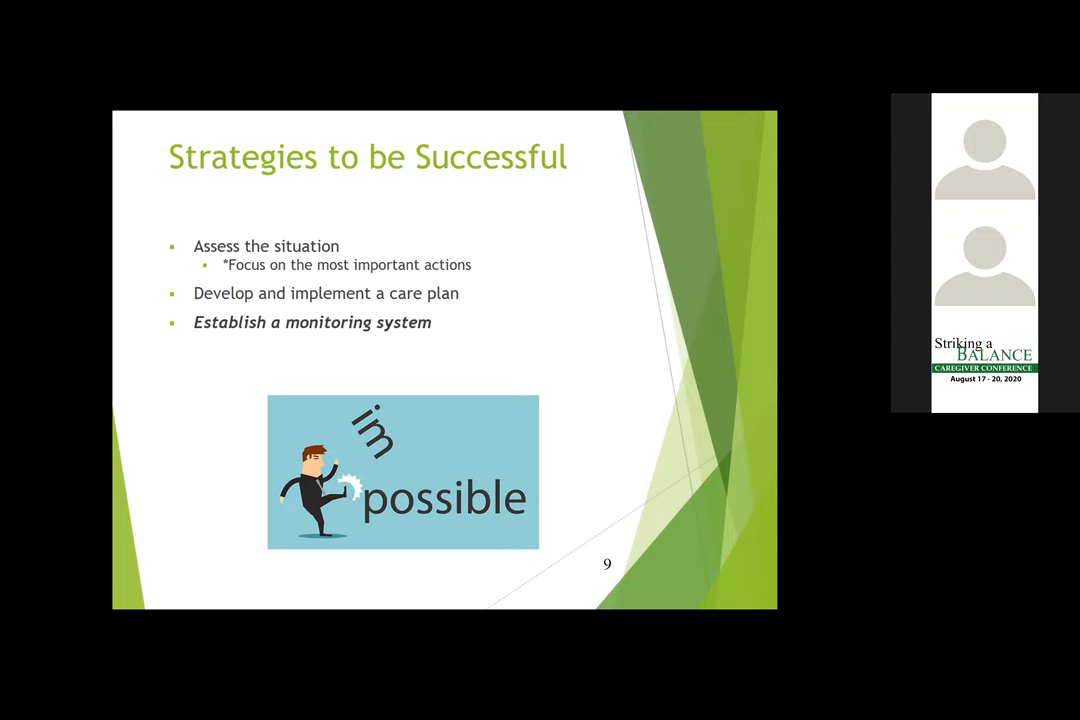 Strategies to be Successful
Assess the situation
*Focus on the most important actions
Develop and implement a care plan
Establish a monitoring system
im
possible
9
Striking a
BALANCE
CAREGIVER CONFERENCE
August 17 - 20, 2020